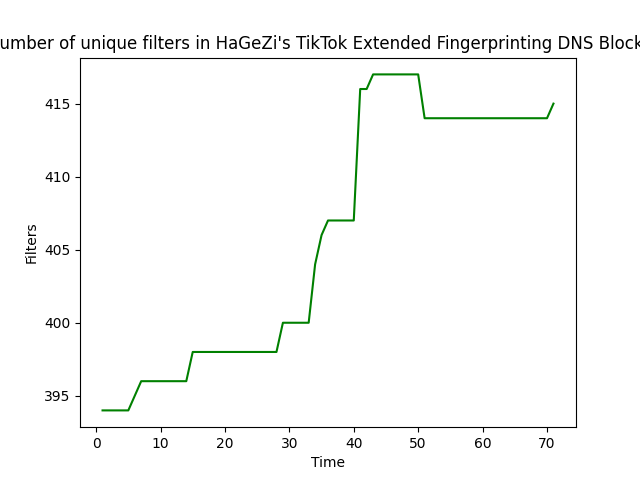 umber of unique filters in HaGeZi's TikTok Extended Fingerprinting DNS Block
415
410
405
400
395
Filters
0 10 20 30 40 50 60 70
Time